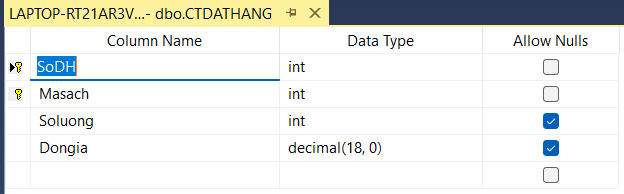 LAPTOP-RT21AR3V...- dbo.CTDATHANG
Column Name Data Type Allow Nulls
SoDH int
Masach int
Soluong int
Dongia decimal(18, 0)